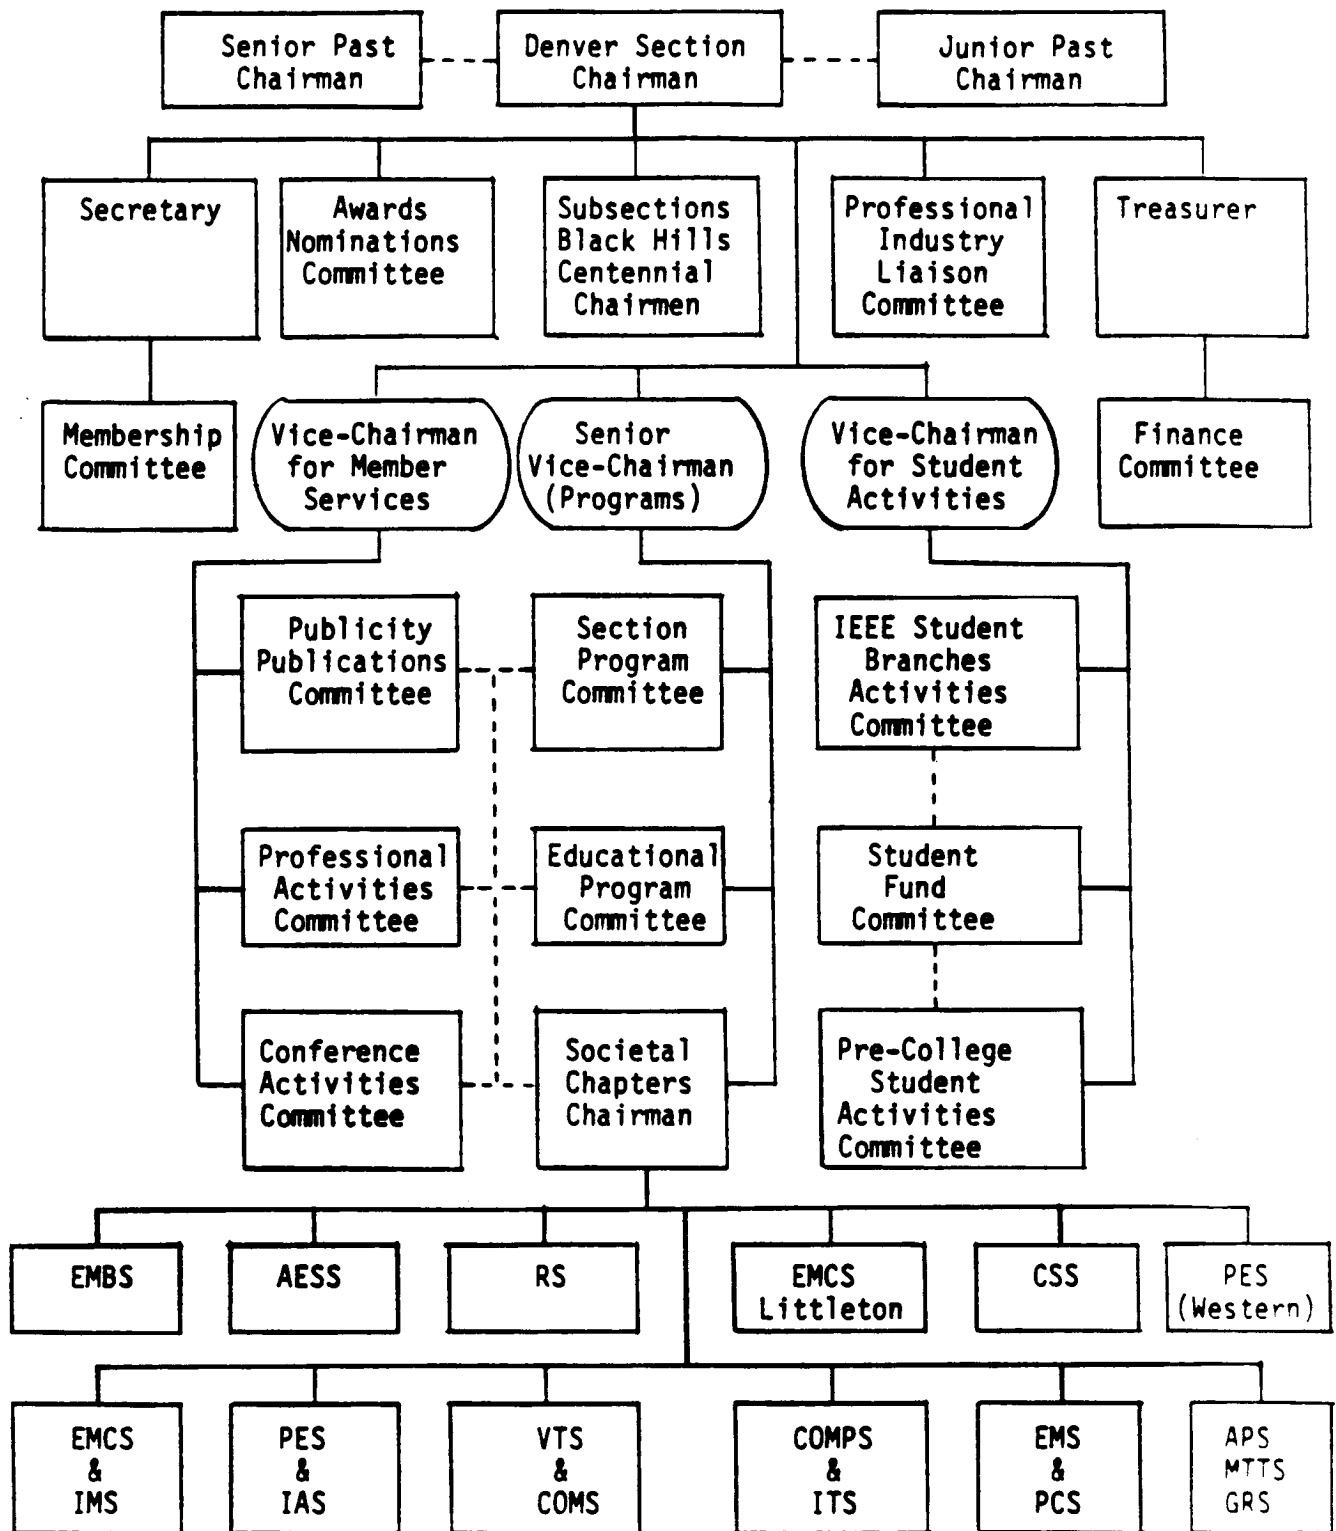 Senior Past
Chairman
Denver Section
Chairman
Junior Past
Chairman
Secretary
Awards
Nominations
Committee
Subsections
Black Hills
Centennial
Chairmen
Professional
Industry
Liaison
Committee
Treasurer
Membership
Committee
Vice-Chairman
for Member
Services
Senior
Vice-Chairman
(Programs)
Vice-Chairman
for Student
Activities
Finance
Committee
Publicity
Publications
Committee
Section
Program
Committee
IEEE Student
Branches
Activities
Committee
Professional
Activities
Committee
Educational
Program
Committee
Student
Fund
Committee
Conference
Activities
Committee
Societal
Chapters
Chairman
Pre-College
Student
Activities
Committee
EMBS
AESS
RS
EMCS
Littleton
CSS
PES
(Western)
EMCS
&
IMS
PES
&
IAS
VTS
&
COMS
COMPS
&
ITS
EMS
&
PCS
APS
MTTS
GRS